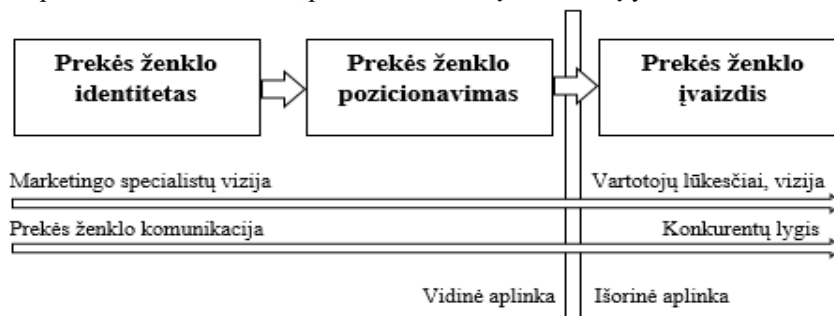 Prekės ženklo
identitetas
Prekės ženklo
pozicionavimas
Prekės ženklo
įvaizdis
Marketingo specialistų vizija
Vartotojų lūkesčiai, vizija
Prekės ženklo komunikacija
Konkurentų lygis
Vidinė aplinka
Išorinė aplinka